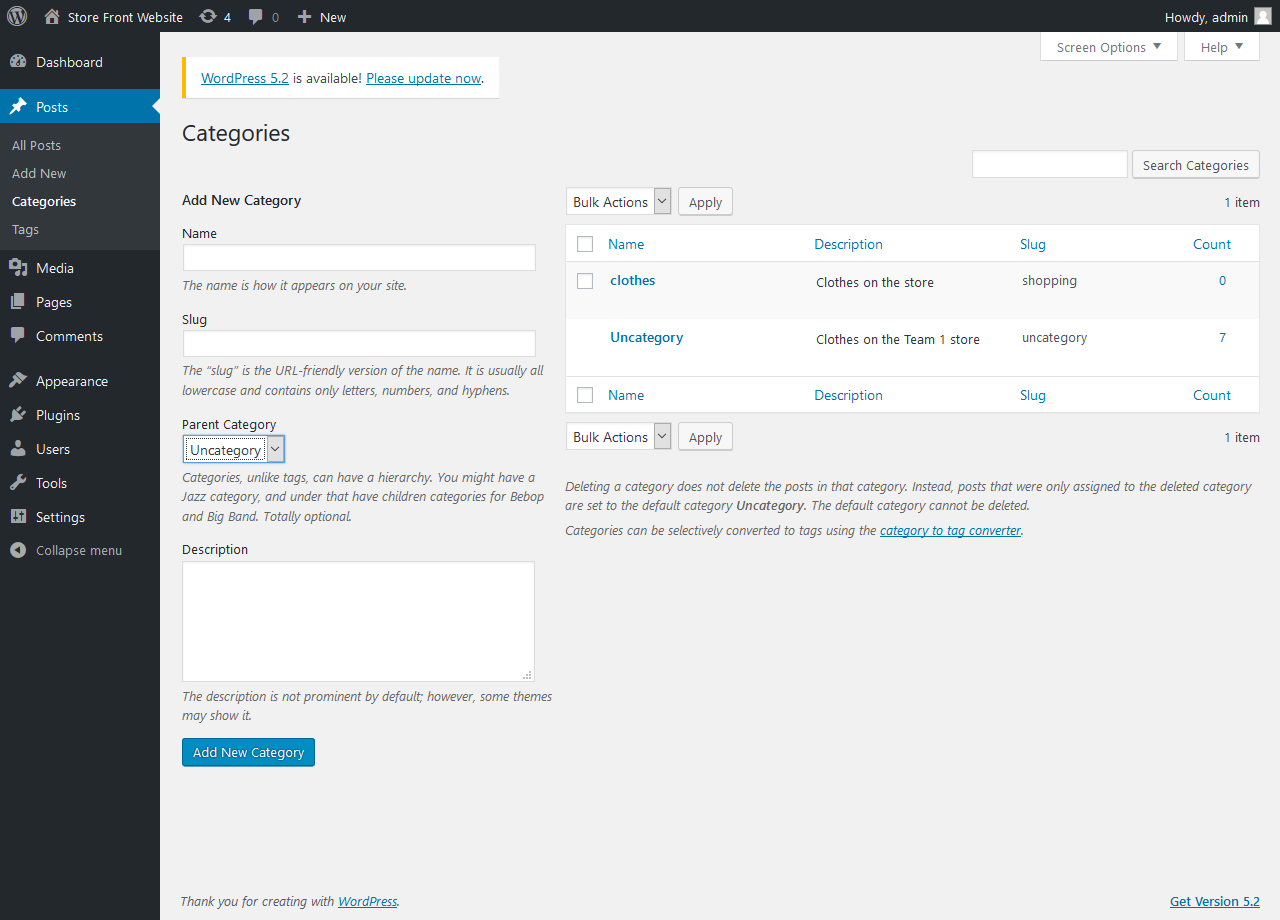 Store Front Website 4 0 New Howdy, admin
Screen Options Help
Dashboard
Posts
All Posts
Add New
Categories
Tags
Media
Pages
Comments
Appearance
Plugins
Users
Tools
Settings
Collapse menu
WordPress 5.2 is available! Please update now.
Categories
Search Categories
Add New Category
Name
The name is how it appears on your site.
Slug
The “slug” is the URL-friendly version of the name. It is usually all
lowercase and contains only letters, numbers, and hyphens.
Parent Category
Uncategory
Categories, unlike tags, can have a hierarchy. You might have a
Jazz category, and under that have children categories for Bebop
and Big Band. Totally optional.
Description
The description is not prominent by default; however, some themes
may show it.
Add New Category
Bulk Actions Apply 1 item
Name Description Slug Count
clothes Clothes on the store shopping 0
Uncategory Clothes on the Team 1 store uncategory 7
Name Description Slug Count
Bulk Actions Apply 1 item
Deleting a category does not delete the posts in that category. Instead, posts that were only assigned to the deleted category
are set to the default category Uncategory. The default category cannot be deleted.
Categories can be selectively converted to tags using the category to tag converter.
Thank you for creating with WordPress. Get Version 5.2